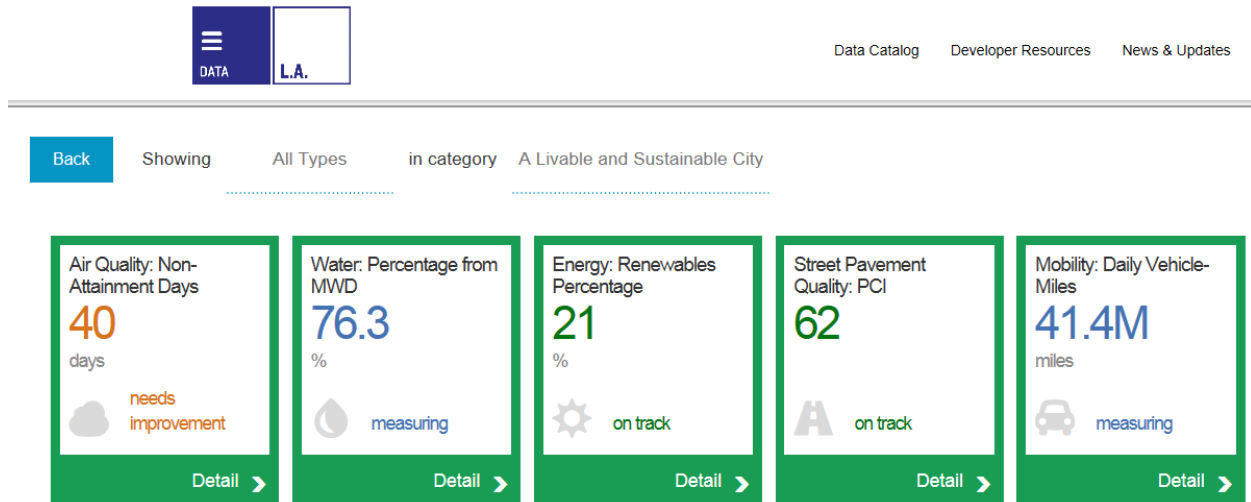 DATA
L.A.
Data Catalog Developer Resources News & Updates
Back Showing All Types in category A Livable and Sustainable City
Air Quality: Non-
Attainment Days
40
days
needs
improvement
Detail
Water: Percentage from
MWD
76.3
%
measuring
Detail
Energy: Renewables
Percentage
21
%
on track
Detail
Street Pavement
Quality: PCI
62
on track
Detail
Mobility: Daily Vehicle-
Miles
41.4M
miles
measuring
Detail